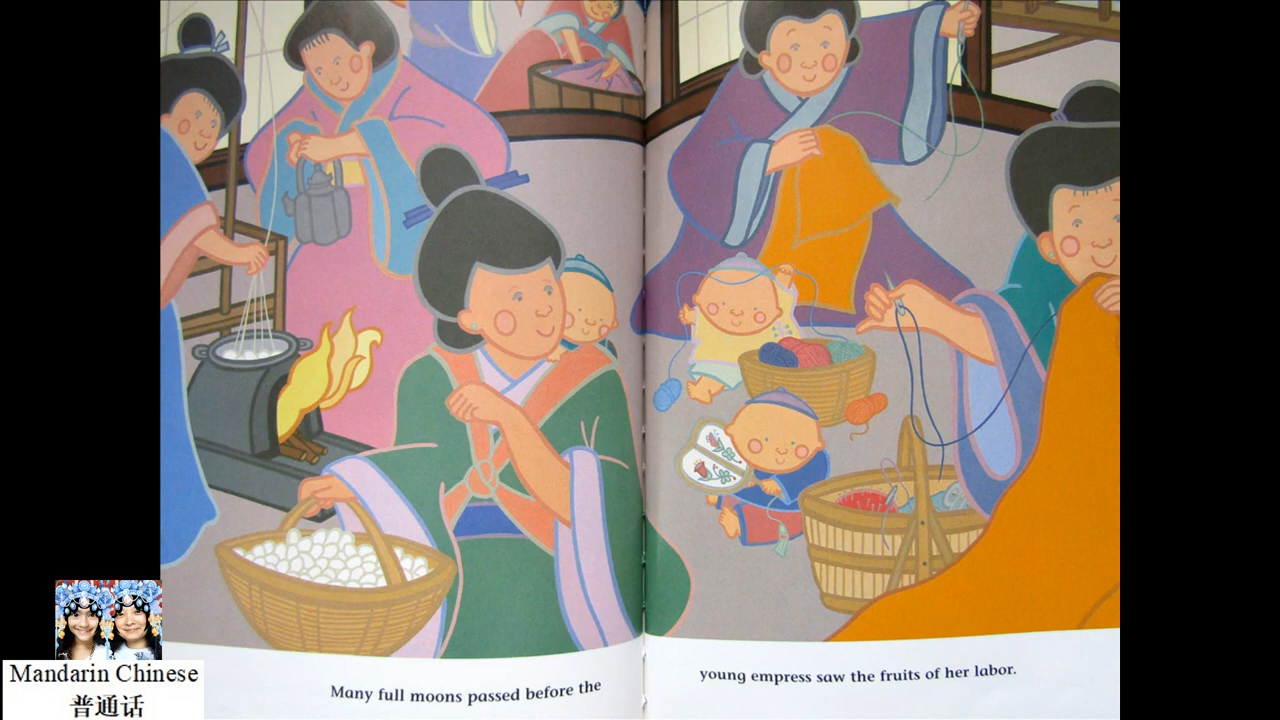 Many full moons passed before the
young empress saw the fruits of her labor.
Mandarin Chinese
普通话